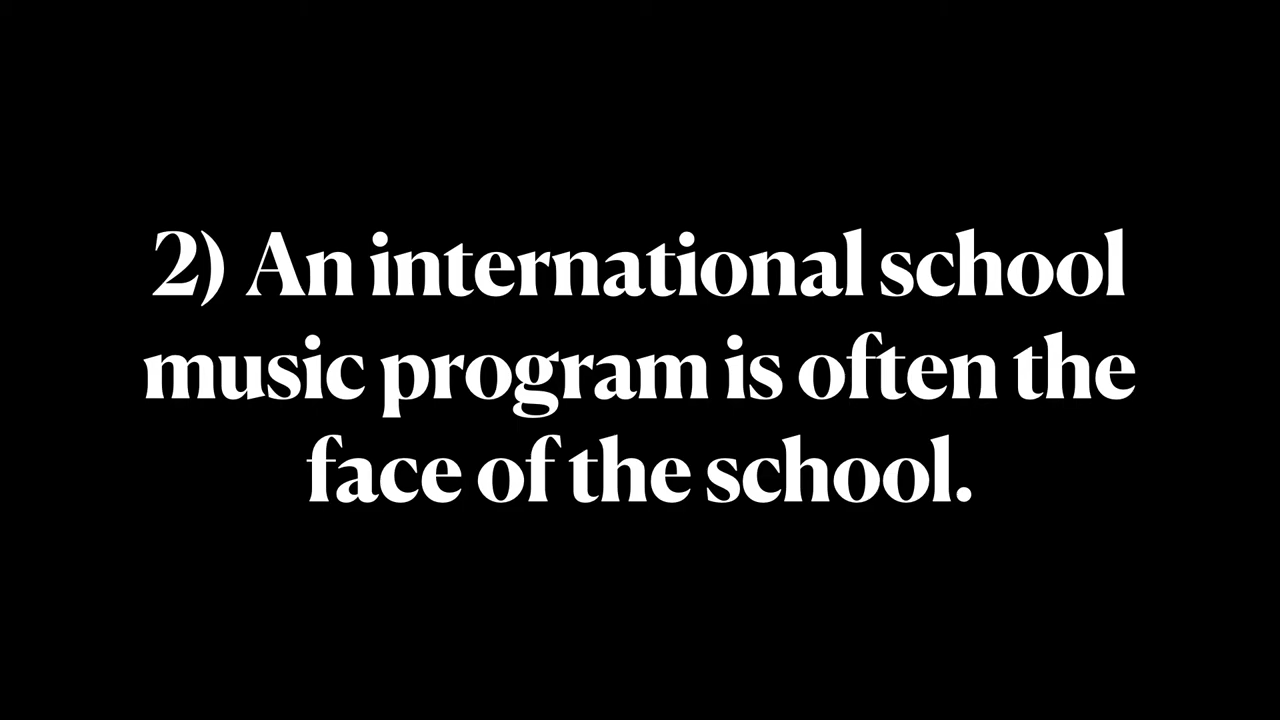 2) An international school
music program is often the
face of the school.